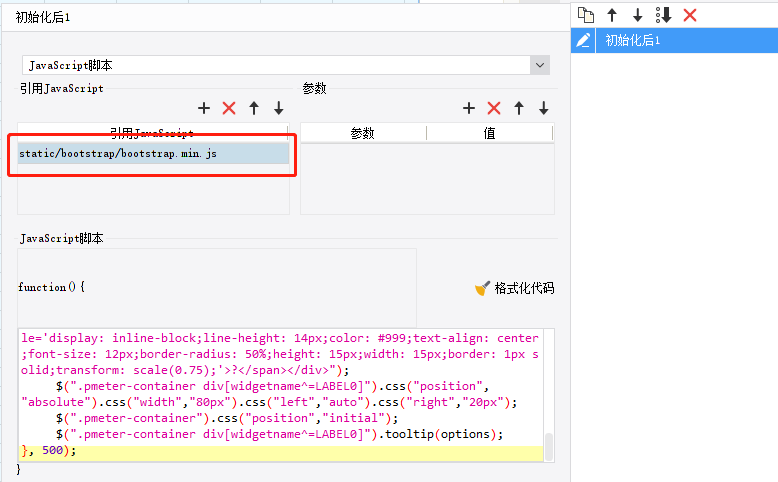 初始化后1
初始化后1
JavaScript脚本
引用JavaScript
参数
引用JavaScript
参数
值
static/bootstrap/bootstrap.min.js
JavaScript脚本
function(){
格式化代码
le='display: inline-block;line-height: 14px;color: #999;text-align: center
;font-size: 12px;border-radius: 50%;height: 15px;width: 15px;border: 1px s
olid;transform: scale(0.75);'>?</span></div>");
$(".pmeter-container div[widgetname^=LABEL0]").css("position",
"absolute").css("width","80px").css("left","auto").css("right","20px");
$(".pmeter-container").css("position","initial");
$(".pmeter-container div[widgetname^=LABEL0]").tooltip(options);
}, 500);
}